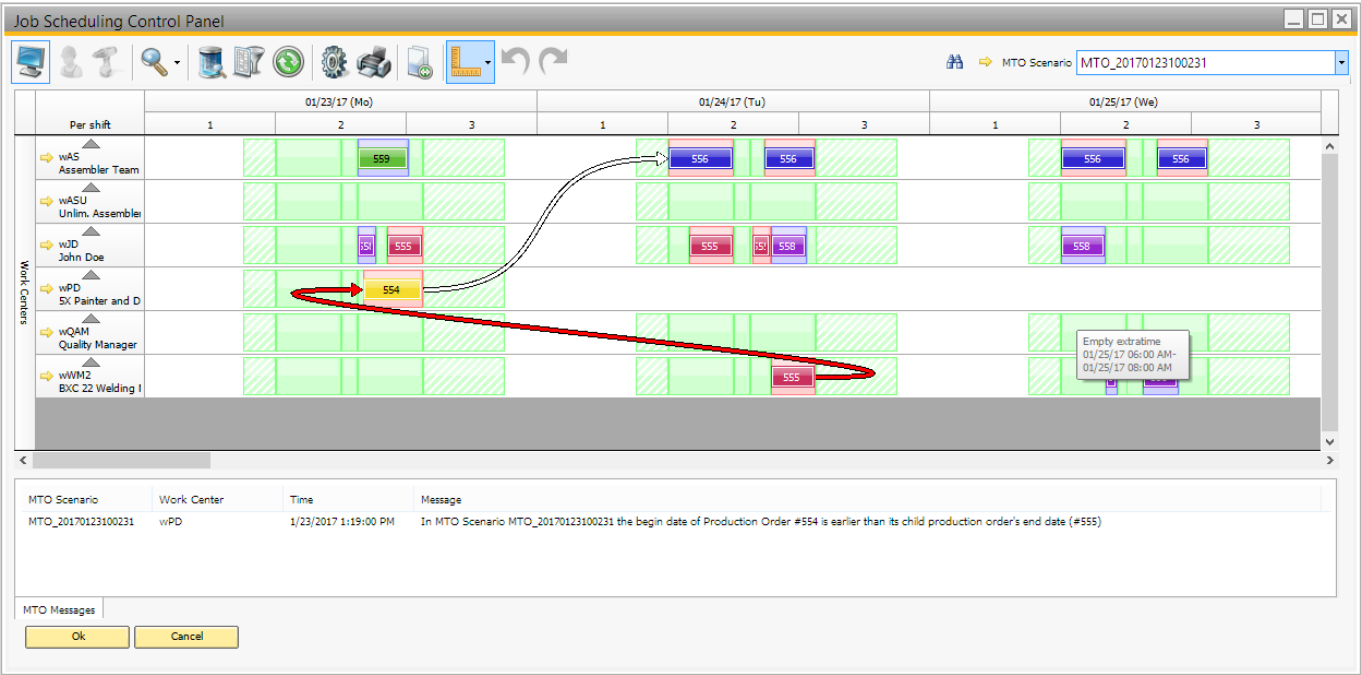 Job Scheduling Control Panel
MTO Scenario MTO_20170123100231
01/23/17 (Mo) 01/24/17 (Tu) 01/25/17 (We)
Per shift 1 2 3 1 2 3 1 2 3
Work Centers
wAS
Assembler Team
559 556 556 556 556
wASU
Unlim. Assembler
wJD
John Doe
555 555 558 558
wPD
5X Painter and D
554
wQAM
Quality Manager
Empty extratime
01/25/17 06:00 AM-
01/25/17 08:00 AM
wWM2
BXC 22 Welding
555
MTO Scenario Work Center Time Message
MTO_20170123100231 wPD 1/23/2017 1:19:00 PM In MTO Scenario MTO_20170123100231 the begin date of Production Order #554 is earlier than its child production order's end date (#555)
MTO Messages
Ok Cancel